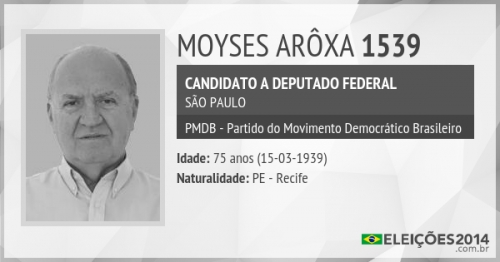 MOYSES ARÔXA 1539
CANDIDATO A DEPUTADO FEDERAL
SÃO PAULO
PMDB - Partido do Movimento Democrático Brasileiro
Idade: 75 anos (15-03-1939)
Naturalidade: PE - Recife
ELEIÇÕES2014
.com.br